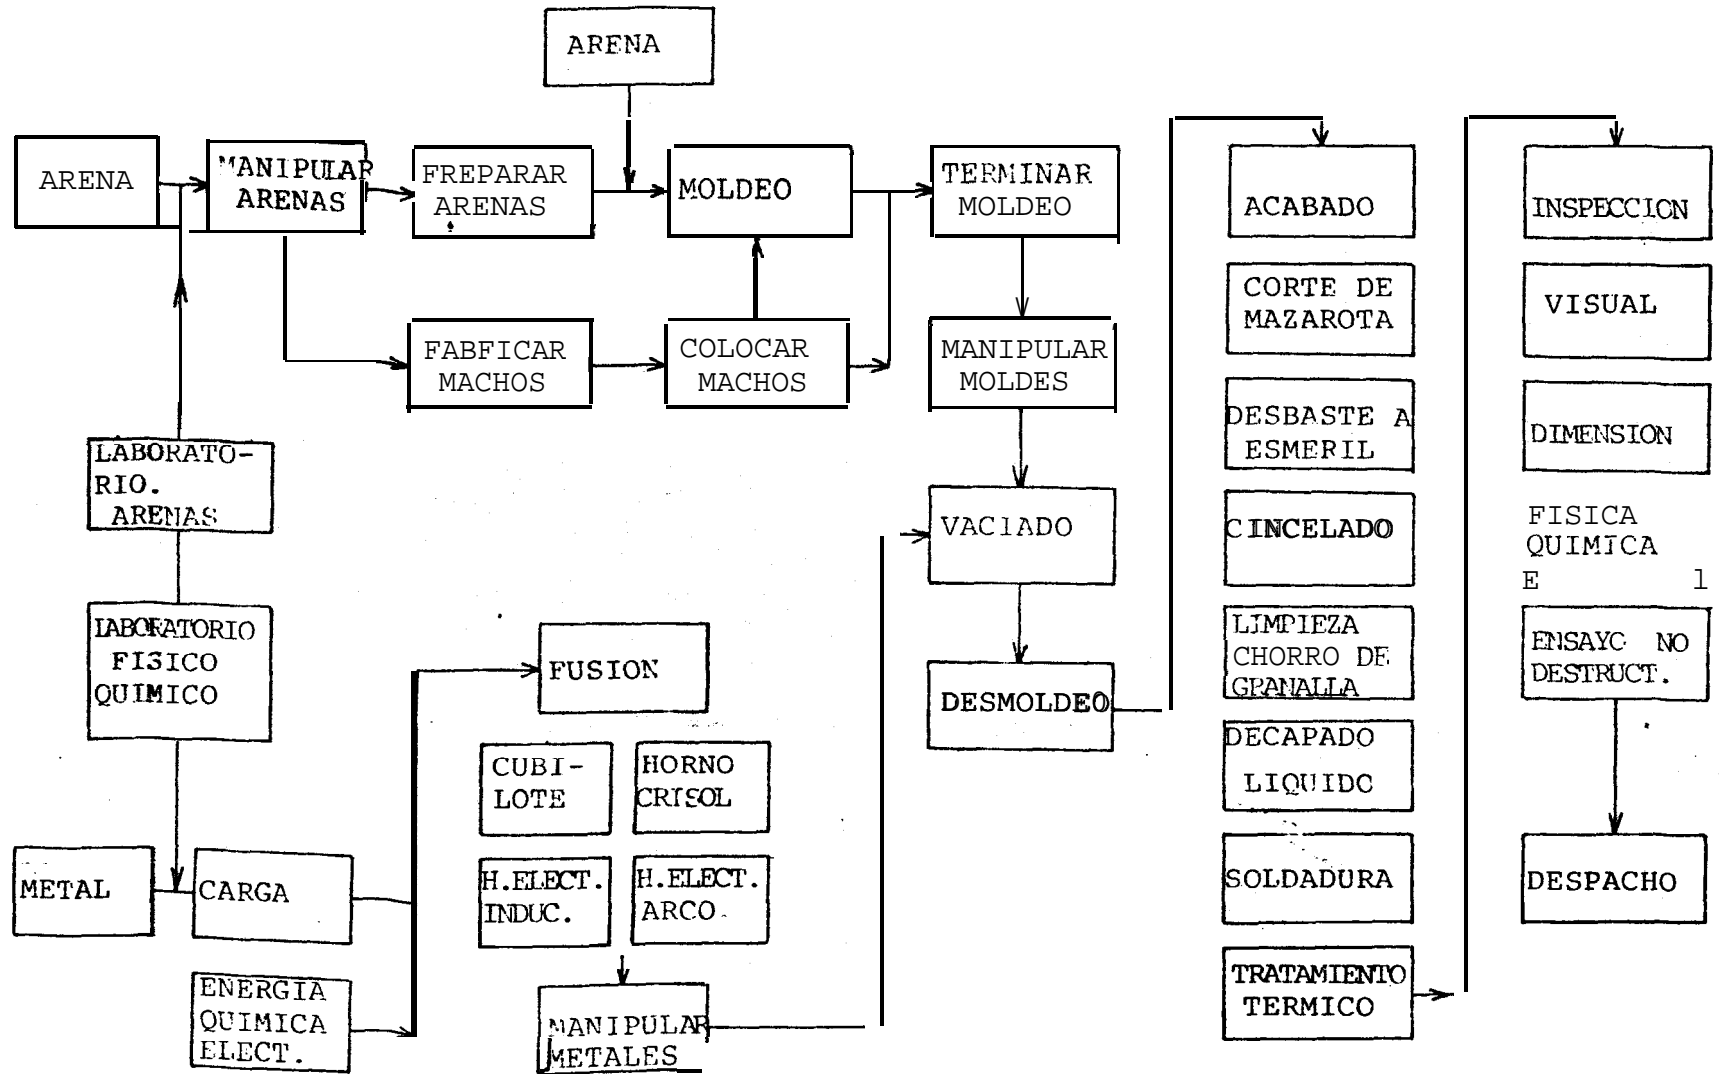 ARENA
ARENA
MANIPULAR
ARENAS
FREPARAR
ARENAS
MOLDEO
TERMINAR
MOLDEO
FABFICAR
MACHOS
COLOCAR
MACHOS
MANIPULAR
MOLDES
LABORATO-
RIO.
ARENAS
VACIADO
LABORATORIO
FISICO
QUIMICO
FUSION
DESMOLDEO
CUBI-
LOTE
HORNO
CRISOL
H.ELECT.
INDUC.
H.ELECT.
ARCO.
METAL
CARGA
ENERGIA
QUIMICA
ELECT.
MANIPULAR
METALES
ACABADO
CORTE DE
MAZAROTA
DESBASTE A
ESMERIL
CINCELADO
LIMPIEZA
CHORRO DE
GRANALLA
DECAPADO
LIQUIDO
SOLDADURA
TRATAMIENTO
TERMICO
INSPECCION
VISUAL
DIMENSION
FISICA
QUIMICA
E l
ENSAYO NO
DESTRUCT.
DESPACHO